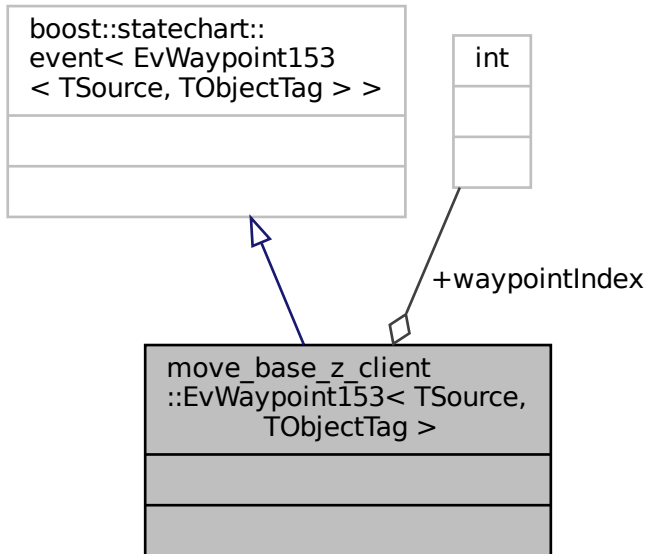 boost::statechart::
event< EvWaypoint153
< TSource, TObjectTag > >
int
+waypointIndex
move_base_z_client
::EvWaypoint153< TSource,
TObjectTag >